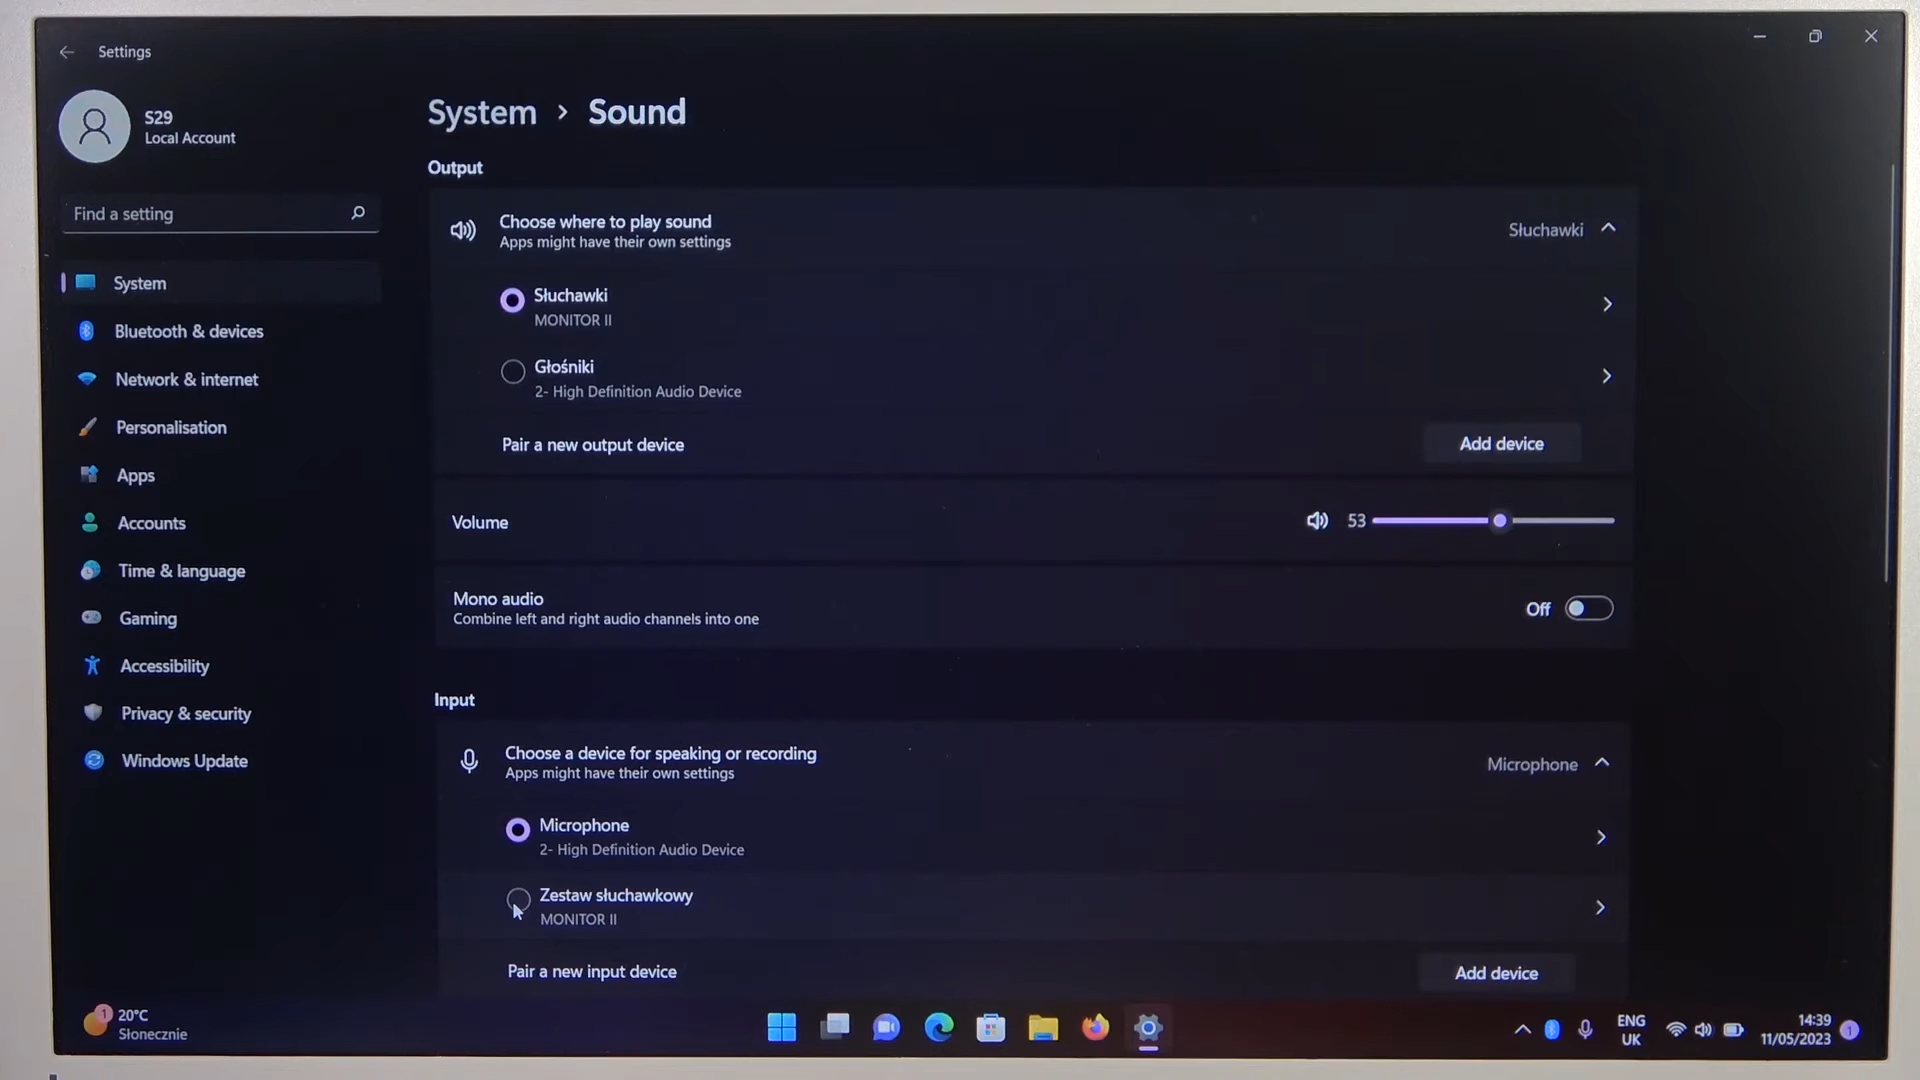 Settings
S29
Local Account
Find a setting
System
Bluetooth & devices
Network & internet
Personalisation
Apps
Accounts
Time & language
Gaming
Accessibility
Privacy & security
Windows Update
System > Sound
Output
Choose where to play sound
Apps might have their own settings
Słuchawki
Słuchawki
MONITOR II
Głośniki
2- High Definition Audio Device
Pair a new output device
Add device
Volume
53
Mono audio
Combine left and right audio channels into one
Off
Input
Choose a device for speaking or recording
Apps might have their own settings
Microphone
Microphone
2- High Definition Audio Device
Zestaw słuchawkowy
MONITOR II
Pair a new input device
Add device
1
20°C
Słonecznie
ENG
UK
14:39
11/05/2023
1